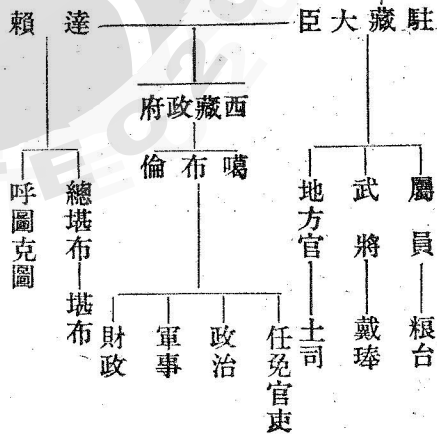 駐藏大臣
達賴
西藏政府
噶布倫
屬員
粮台
武將
戴琫
地方官
土司
總堪布
堪布
呼圖克圖
任免官吏
政治
軍事
財政